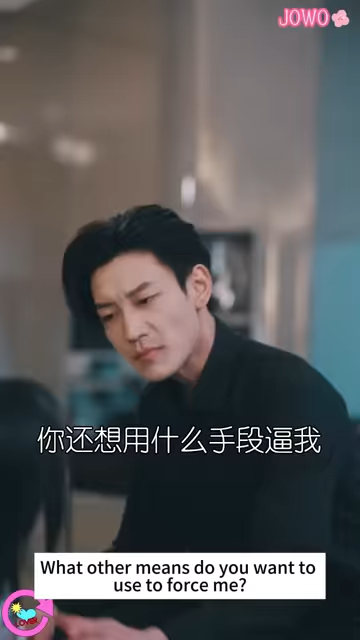 JOWO
你还想用什么手段逼我
What other means do you want to
use to force me?
LOVER